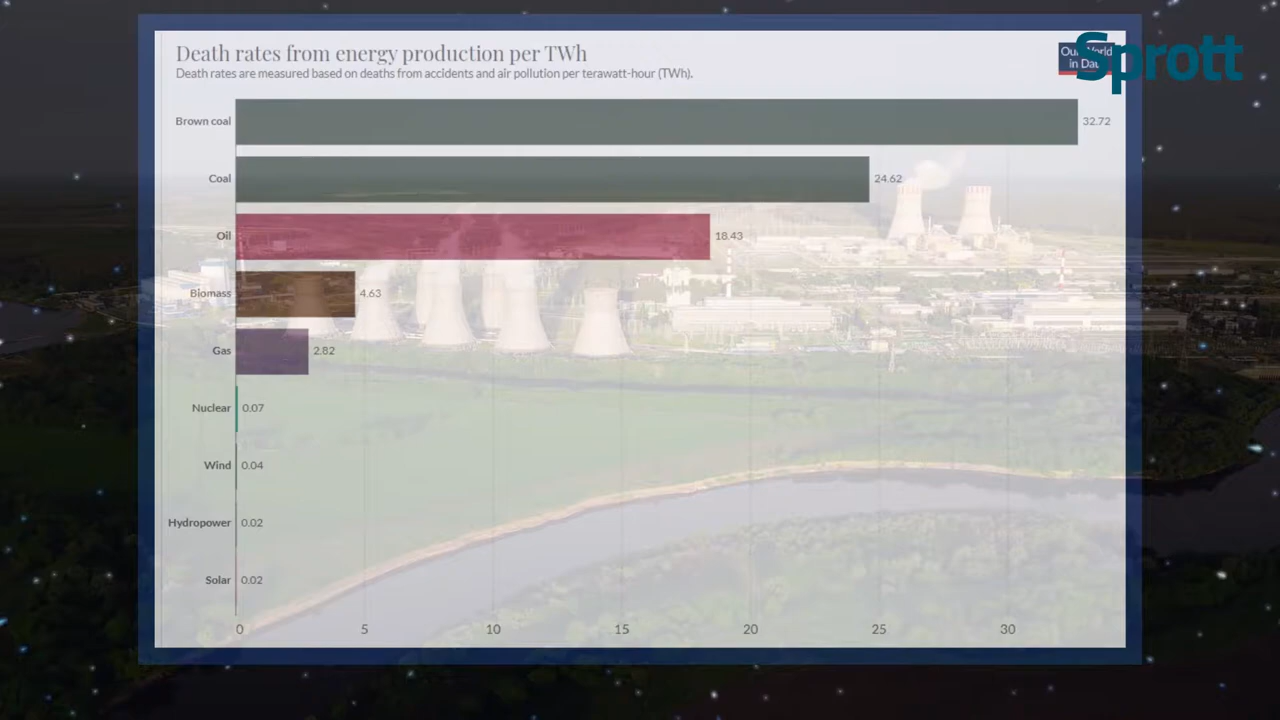 Death rates from energy production per TWh
Death rates are measured based on deaths from accidents and air pollution per terawatt-hour (TWh).
Sprott
Brown coal 32.72
Coal 24.62
Oil 18.43
Biomass 4.63
Gas 2.82
Nuclear 0.07
Wind 0.04
Hydropower 0.02
Solar 0.02
0 5 10 15 20 25 30